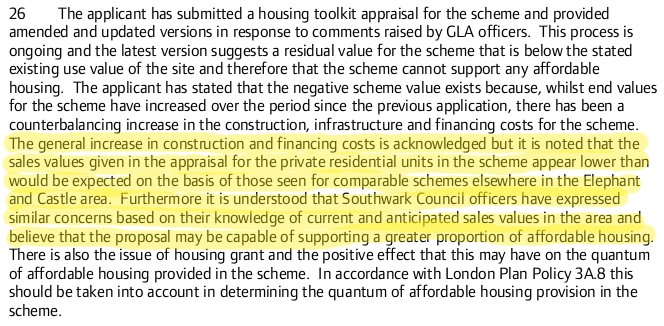 26 The applicant has submitted a housing toolkit appraisal for the scheme and provided
amended and updated versions in response to comments raised by GLA officers. This process is
ongoing and the latest version suggests a residual value for the scheme that is below the stated
existing use value of the site and therefore that the scheme cannot support any affordable
housing. The applicant has stated that the negative scheme value exists because, whilst end values
for the scheme have increased over the period since the previous application, there has been a
counterbalancing increase in the construction, infrastructure and financing costs for the scheme.
The general increase in construction and financing costs is acknowledged but it is noted that the
sales values given in the appraisal for the private residential units in the scheme appear lower than
would be expected on the basis of those seen for comparable schemes elsewhere in the Elephant
and Castle area. Furthermore it is understood that Southwark Council officers have expressed
similar concerns based on their knowledge of current and anticipated sales values in the area and
believe that the proposal may be capable of supporting a greater proportion of affordable housing.
There is also the issue of housing grant and the positive effect that this may have on the quantum
of affordable housing provided in the scheme. In accordance with London Plan Policy 3A.8 this
should be taken into account in determining the quantum of affordable housing provision in the
scheme.